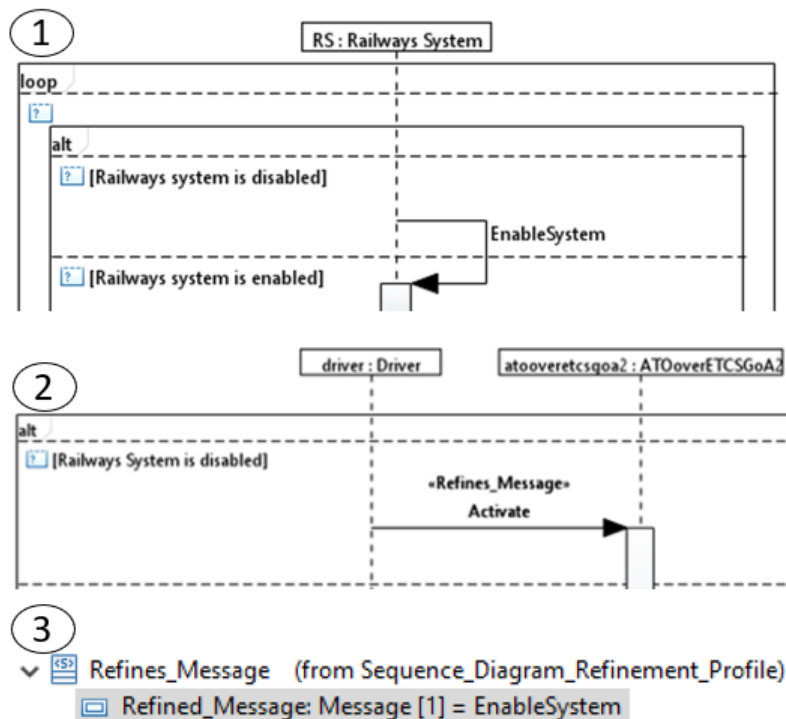 1
RS : Railways System
loop
?
alt
? [Railways system is disabled]
EnableSystem
? [Railways system is enabled]
2
driver : Driver
atooveretcsgoa2 : ATOoverETCSGoA2
alt
? [Railways System is disabled]
«Refines_Message»
Activate
3
<S> Refines_Message (from Sequence_Diagram_Refinement_Profile)
Refined_Message: Message [1] = EnableSystem